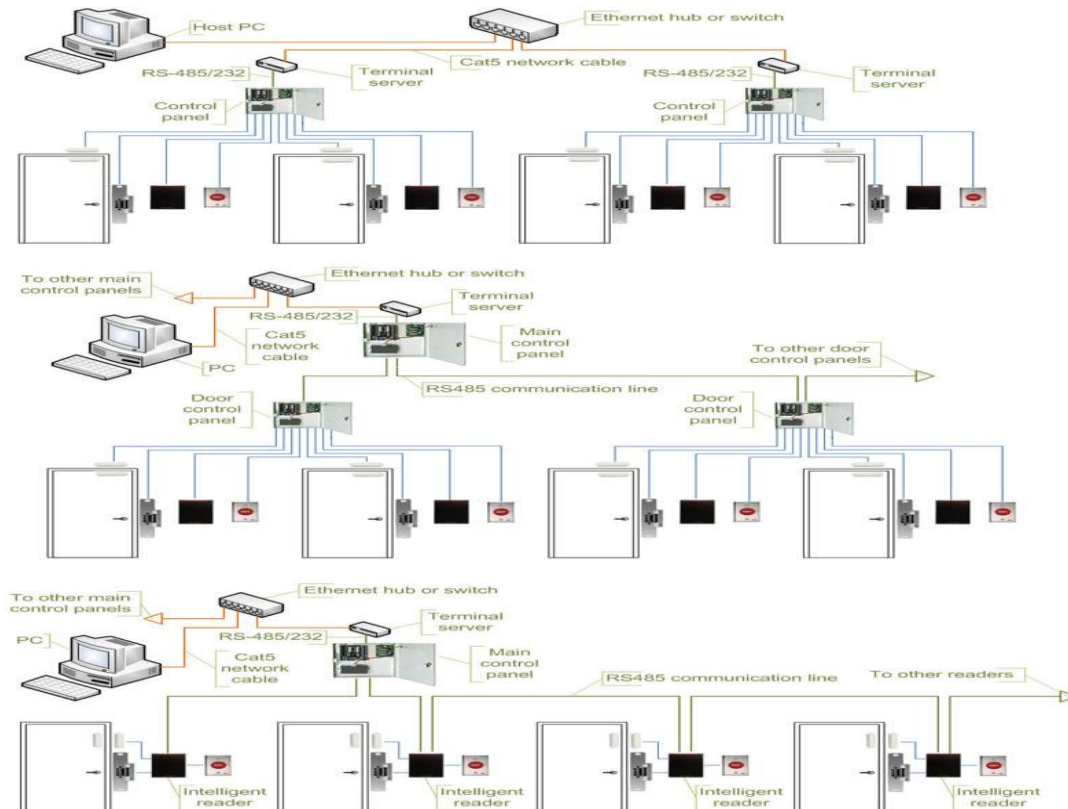 Ethernet hub or switch
Host PC
Cat5 network cable
RS-485/232
Terminal
server
RS-485/232
Terminal
server
Control
panel
Control
panel
Ethernet hub or switch
To other main
control panels
Terminal
server
RS-485/232
Cat5
network
cable
PC
Main
control
panel
To other door
control panels
RS485 communication line
Door
control
panel
Door
control
panel
Ethernet hub or switch
To other main
control panels
Terminal
server
PC
RS-485/232
Cat5
network
cable
Main
control
panel
RS485 communication line
To other readers
Intelligent
reader
Intelligent
reader
Intelligent
reader
Intelligent
reader